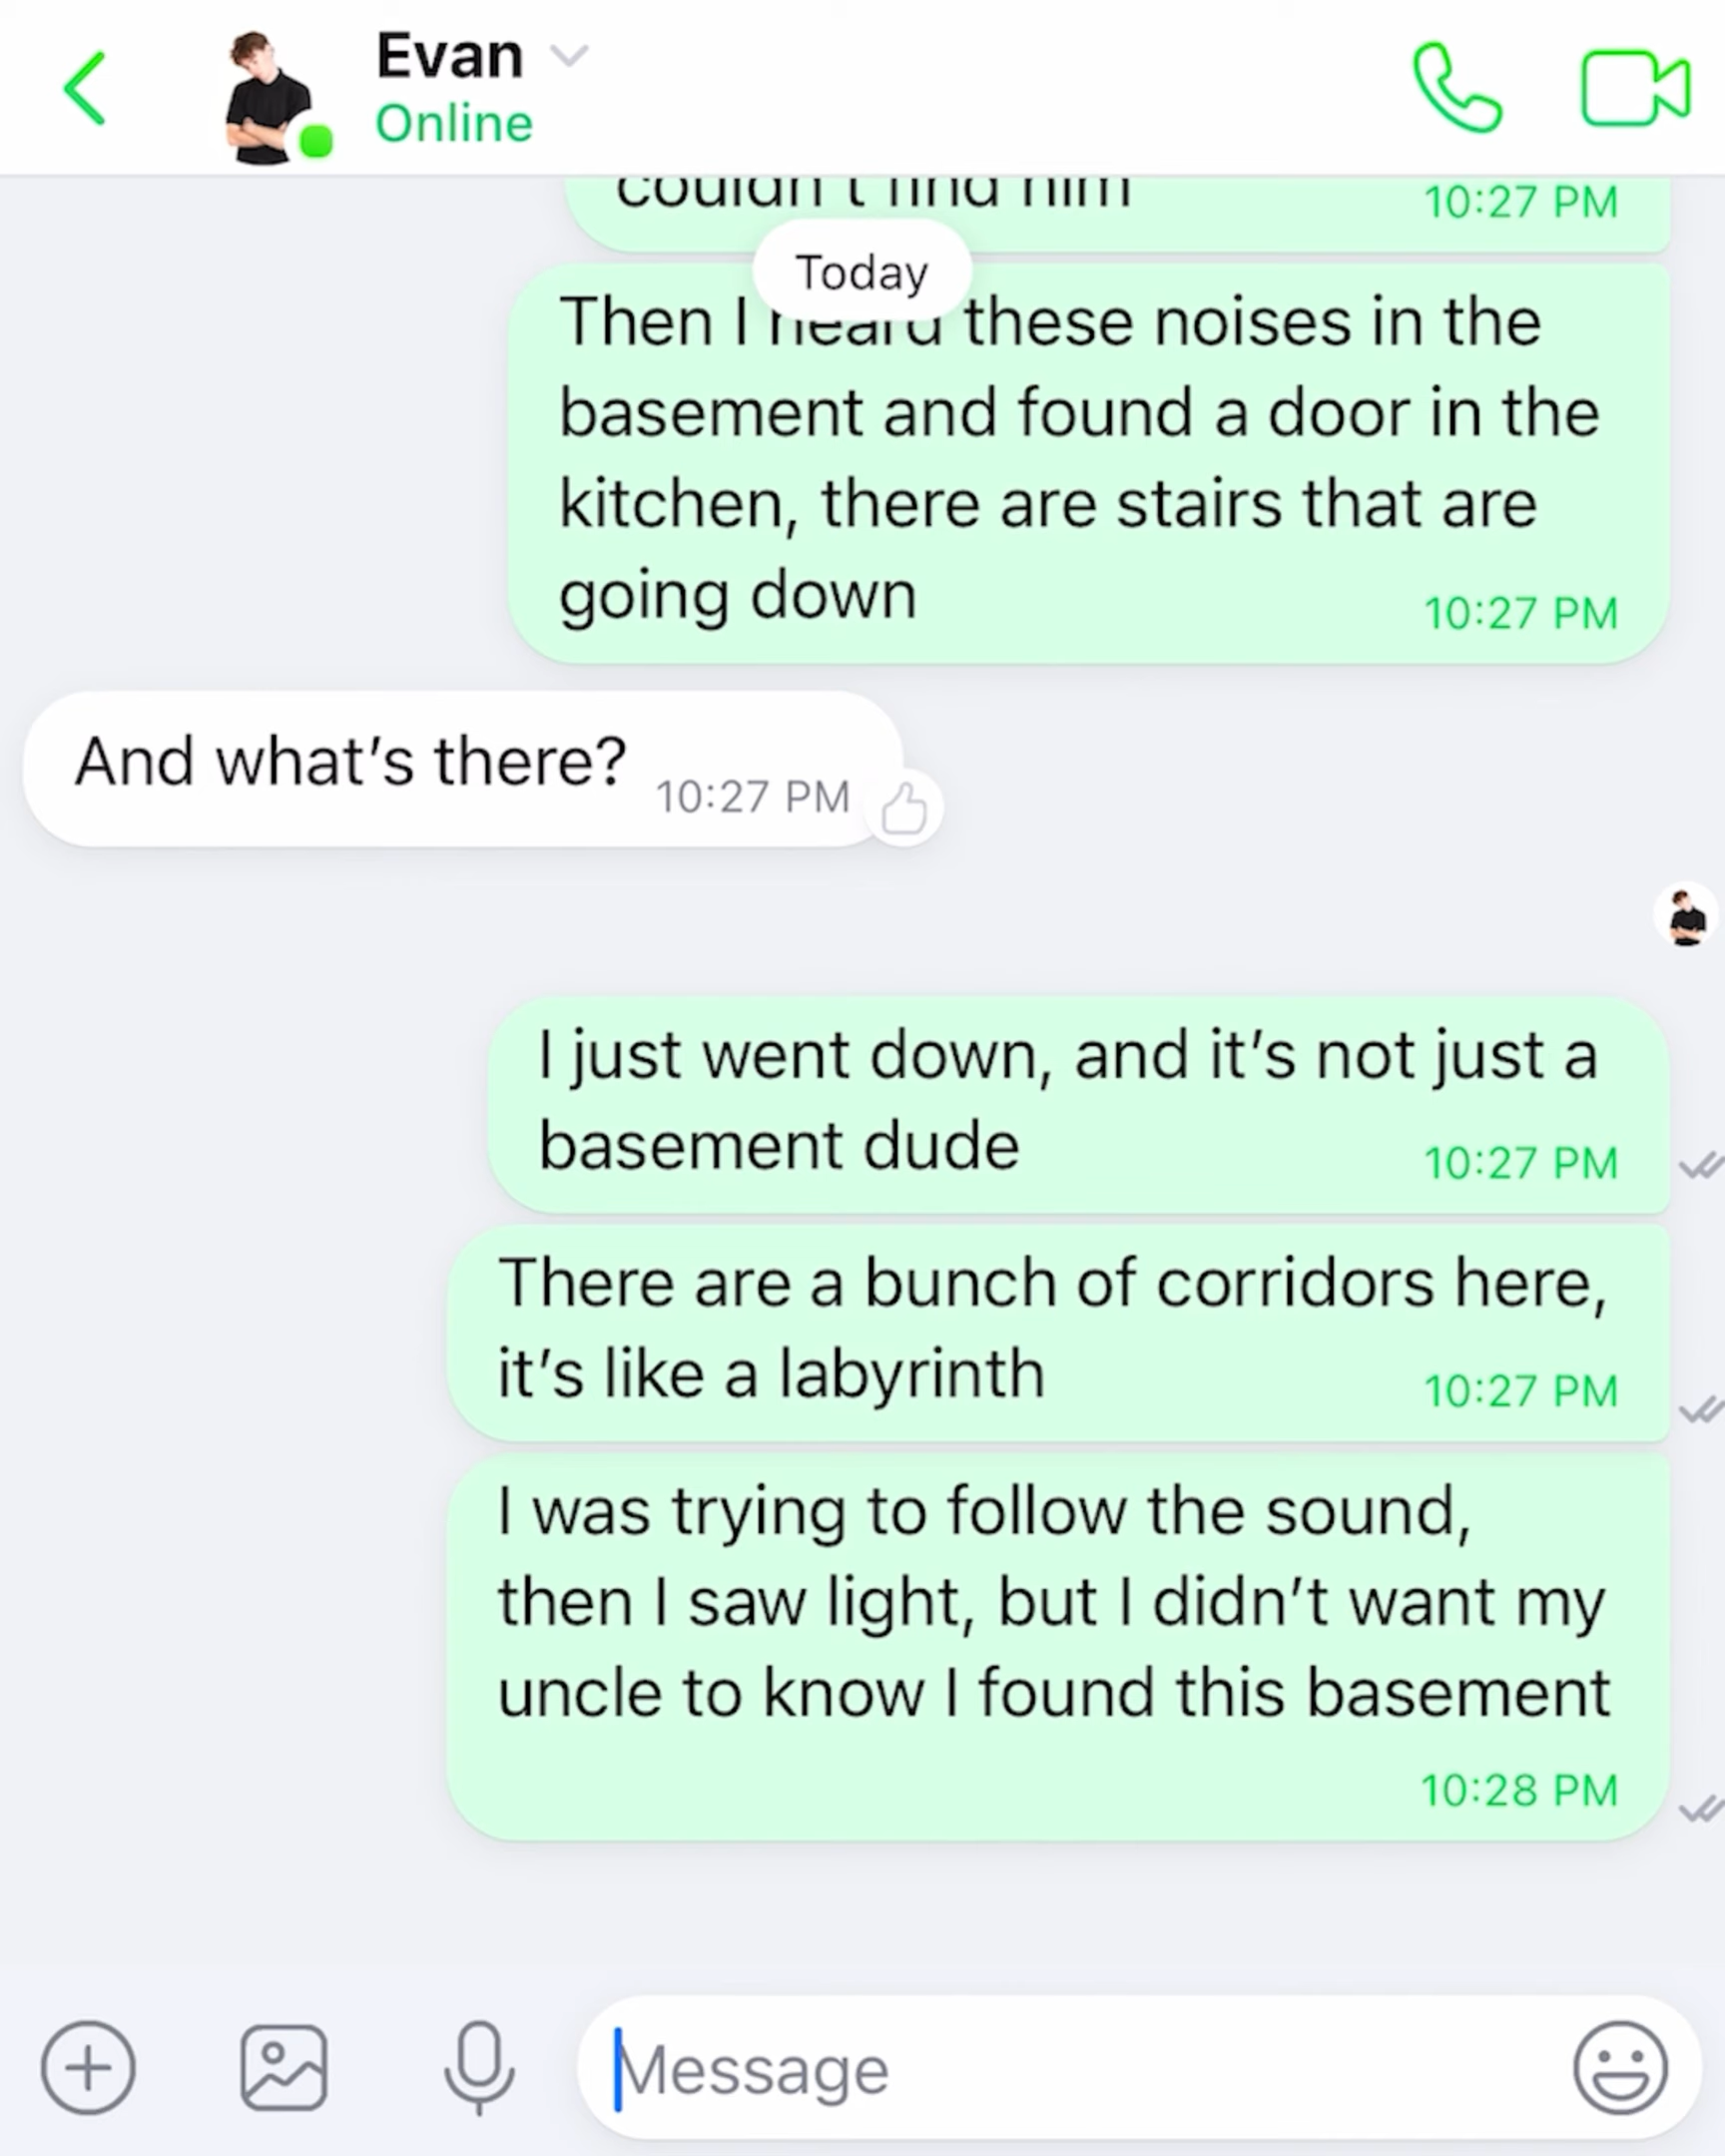 Evan
Online
couldn't find him
10:27 PM
Today
Then I heard these noises in the
basement and found a door in the
kitchen, there are stairs that are
going down
10:27 PM
And what’s there?
10:27 PM
I just went down, and it’s not just a
basement dude
10:27 PM
There are a bunch of corridors here,
it’s like a labyrinth
10:27 PM
I was trying to follow the sound,
then I saw light, but I didn’t want my
uncle to know I found this basement
10:28 PM
Message